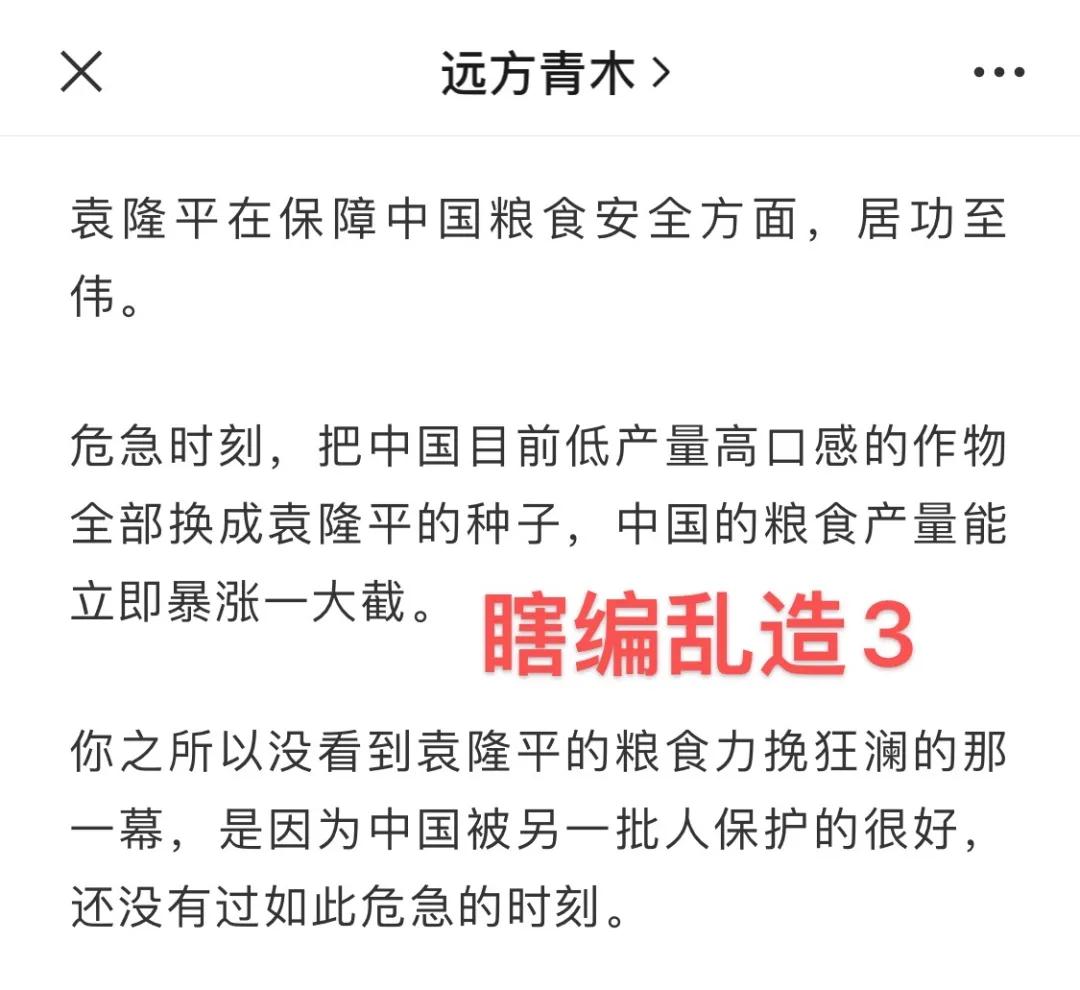 远方青木
袁隆平在保障中国粮食安全方面，居功至
伟。
危急时刻，把中国目前低产量高口感的作物
全部换成袁隆平的种子，中国的粮食产量能
立即暴涨一大截。
瞎编乱造3
你之所以没看到袁隆平的粮食力挽狂澜的那
一幕，是因为中国被另一批人保护的很好，
还没有过如此危急的时刻。